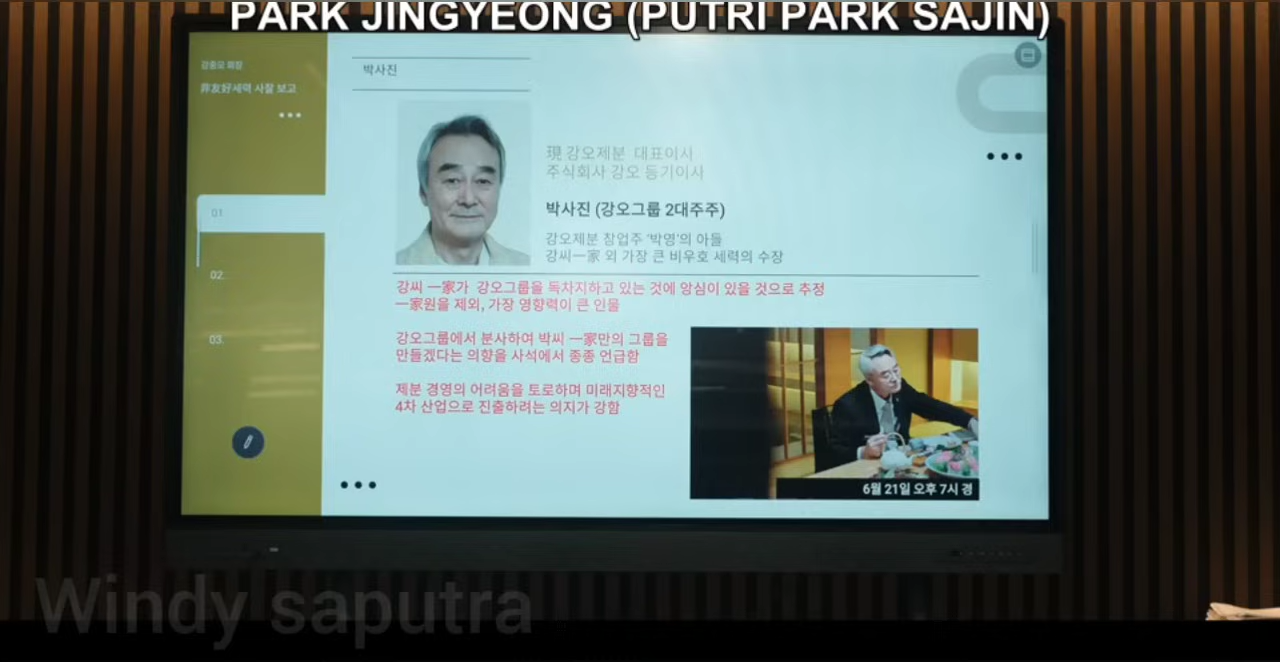 PARK JINGYEONG (PUTRI PARK SAJIN)
강중모 회장
非友好세력 사찰 보고
01
02.
03.
박사진
現 강오제분 대표이사
주식회사 강오 등기이사
박사진 (강오그룹 2대주주)
강오제분 창업주 '박영'의 아들
강씨一家 외 가장 큰 비우호 세력의 수장
강씨 一家가 강오그룹을 독차지하고 있는 것에 앙심이 있을 것으로 추정
一家원을 제외, 가장 영향력이 큰 인물
강오그룹에서 분사하여 박씨 一家만의 그룹을
만들겠다는 의향을 사석에서 종종 언급함
제분 경영의 어려움을 토로하며 미래지향적인
4차 산업으로 진출하려는 의지가 강함
6월 21일 오후 7시 경
Windy saputra